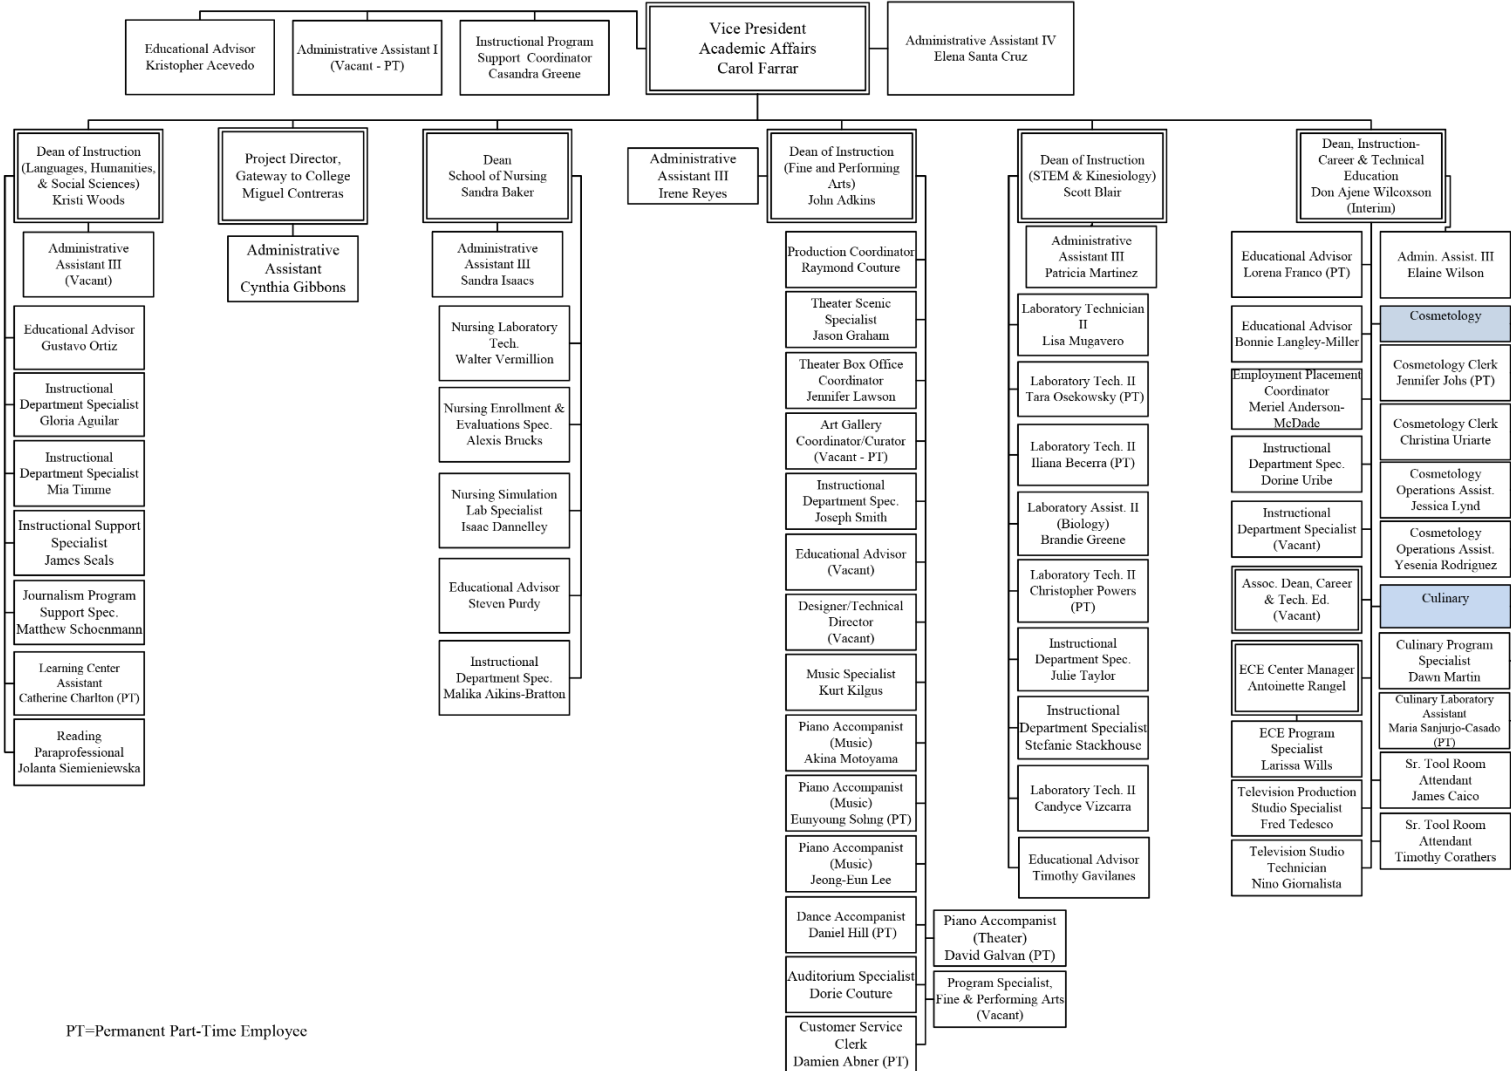 Educational Advisor
Kristopher Acevedo
Administrative Assistant I
(Vacant - PT)
Instructional Program
Support Coordinator
Casandra Greene
Vice President
Academic Affairs
Carol Farrar
Administrative Assistant IV
Elena Santa Cruz
Dean of Instruction
(Languages, Humanities,
& Social Sciences)
Kristi Woods
Administrative
Assistant III
(Vacant)
Educational Advisor
Gustavo Ortiz
Instructional
Department Specialist
Gloria Aguilar
Instructional
Department Specialist
Mia Timme
Instructional Support
Specialist
James Seals
Journalism Program
Support Spec.
Matthew Schoenmann
Learning Center
Assistant
Catherine Charlton (PT)
Reading
Paraprofessional
Jolanta Siemieniewska
Project Director,
Gateway to College
Miguel Contreras
Administrative
Assistant
Cynthia Gibbons
Dean
School of Nursing
Sandra Baker
Administrative
Assistant III
Sandra Isaacs
Nursing Laboratory
Tech.
Walter Vermillion
Nursing Enrollment &
Evaluations Spec.
Alexis Brucks
Nursing Simulation
Lab Specialist
Isaac Dannelley
Educational Advisor
Steven Purdy
Instructional
Department Spec.
Malika Aikins-Bratton
Administrative
Assistant III
Irene Reyes
Dean of Instruction
(Fine and Performing
Arts)
John Adkins
Production Coordinator
Raymond Couture
Theater Scenic
Specialist
Jason Graham
Theater Box Office
Coordinator
Jennifer Lawson
Art Gallery
Coordinator/Curator
(Vacant - PT)
Instructional
Department Spec.
Joseph Smith
Educational Advisor
(Vacant)
Designer/Technical
Director
(Vacant)
Music Specialist
Kurt Kilgus
Piano Accompanist
(Music)
Akina Motoyama
Piano Accompanist
(Music)
Eunyoung Sohng (PT)
Piano Accompanist
(Music)
Jeong-Eun Lee
Dance Accompanist
Daniel Hill (PT)
Auditorium Specialist
Dorie Couture
Customer Service
Clerk
Damien Abner (PT)
Piano Accompanist
(Theater)
David Galvan (PT)
Program Specialist,
Fine & Performing Arts
(Vacant)
Dean of Instruction
(STEM & Kinesiology)
Scott Blair
Administrative
Assistant III
Patricia Martinez
Laboratory Technician
II
Lisa Mugavero
Laboratory Tech. II
Tara Osekowsky (PT)
Laboratory Tech. II
Iliana Becerra (PT)
Laboratory Assist. II
(Biology)
Brandie Greene
Laboratory Tech. II
Christopher Powers
(PT)
Instructional
Department Spec.
Julie Taylor
Instructional
Department Specialist
Stefanie Stackhouse
Laboratory Tech. II
Candyce Vizcarra
Educational Advisor
Timothy Gavilanes
Dean, Instruction-
Career & Technical
Education
Don Ajene Wilcoxson
(Interim)
Educational Advisor
Lorena Franco (PT)
Educational Advisor
Bonnie Langley-Miller
Employment Placement
Coordinator
Meriel Anderson-
McDade
Instructional
Department Spec.
Dorine Uribe
Instructional
Department Specialist
(Vacant)
Assoc. Dean, Career
& Tech. Ed.
(Vacant)
ECE Center Manager
Antoinette Rangel
ECE Program
Specialist
Larissa Wills
Television Production
Studio Specialist
Fred Tedesco
Television Studio
Technician
Nino Giornalista
Admin. Assist. III
Elaine Wilson
Cosmetology
Cosmetology Clerk
Jennifer Johs (PT)
Cosmetology Clerk
Christina Uriarte
Cosmetology
Operations Assist.
Jessica Lynd
Cosmetology
Operations Assist.
Yesenia Rodriguez
Culinary
Culinary Program
Specialist
Dawn Martin
Culinary Laboratory
Assistant
Maria Sanjurjo-Casado
(PT)
Sr. Tool Room
Attendant
James Caico
Sr. Tool Room
Attendant
Timothy Corathers
PT=Permanent Part-Time Employee